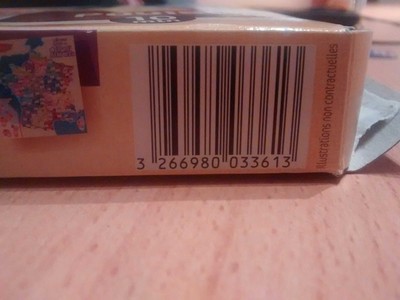 3 266980 033613
Illustrations non contractuelles